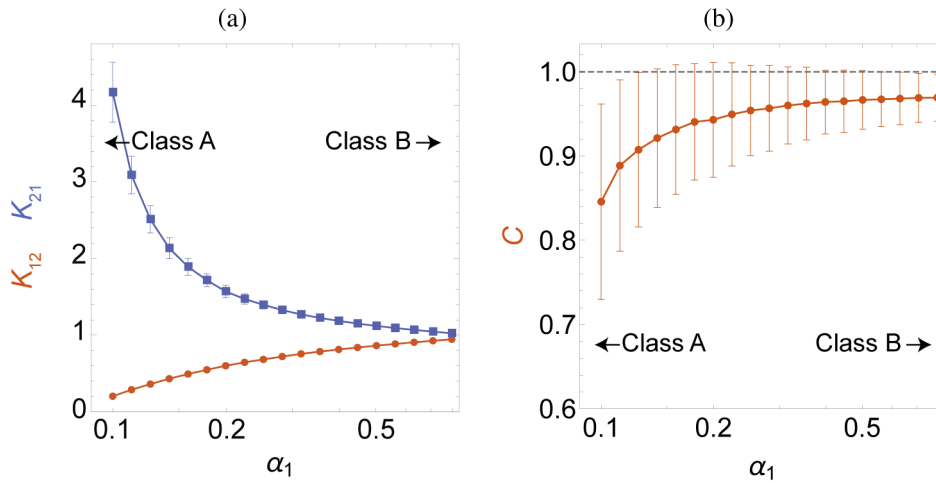 (a)
(b)
K12 K21
4
3
2
1
0
← Class A
Class B →
0.1
0.2
0.5
α1
C
1.0
0.9
0.8
0.7
0.6
← Class A
Class B →
0.1
0.2
0.5
α1